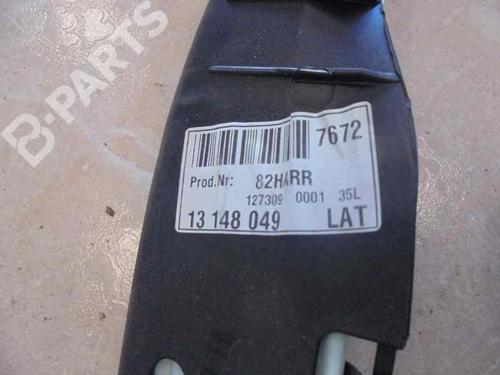 B-PARTS
7672
Prod.Nr: 82HARR
127309 0001 35L
13 148 049 LAT